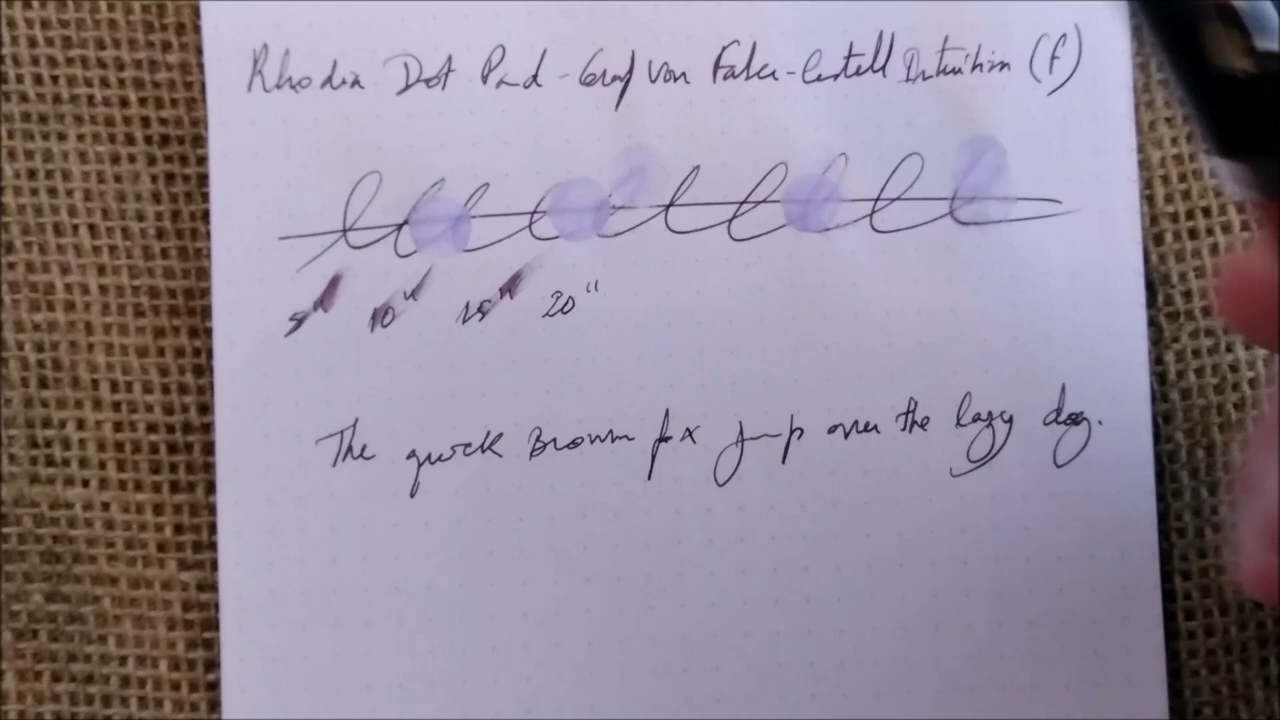 Rhodia Dot Pad - Graf von Faber-Castell Intuition (F)
5" 10" 15" 20"
The quick Brown fox jump over the lazy dog.